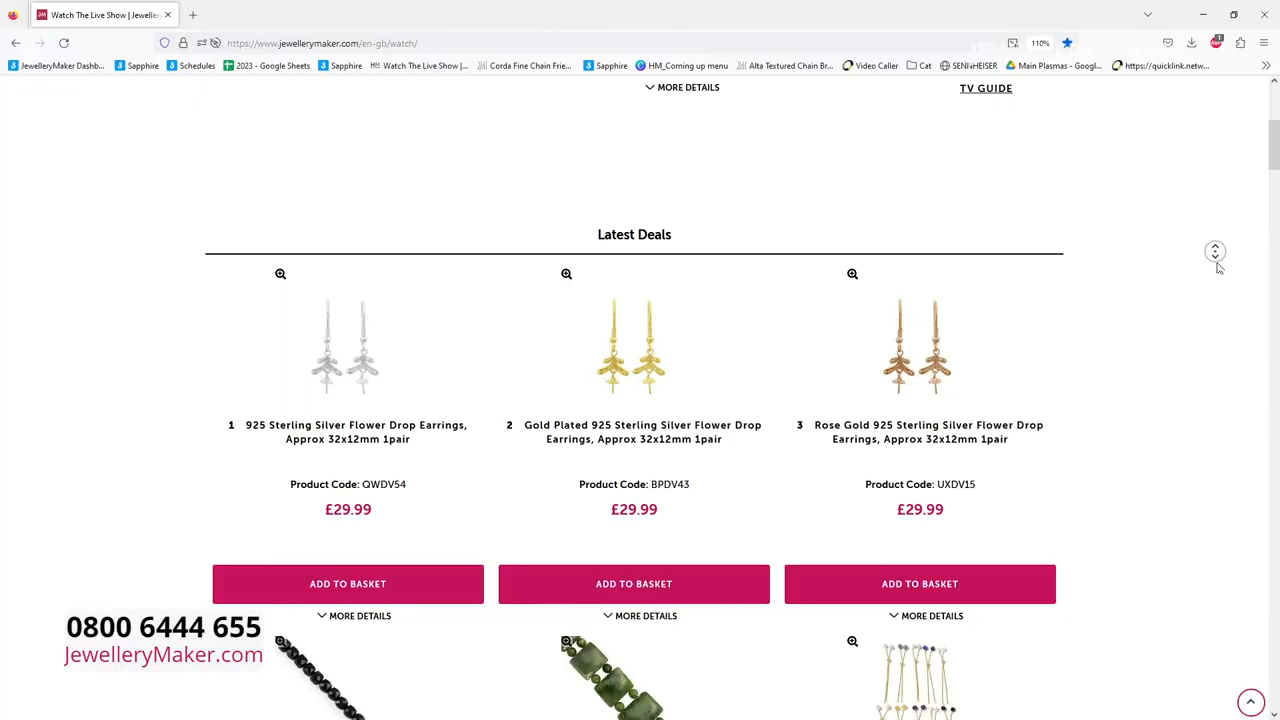 Watch The Live Show | Jewellery
https://www.jewellerymaker.com/en-gb/watch/
110%
1
JewelleryMaker Dashb...
Sapphire
Schedules
2023 - Google Sheets
Sapphire
Watch The Live Show |...
Corda Fine Chain Frie...
Sapphire
HM_Coming up menu
Alta Textured Chain Br...
Video Caller
Cat
SENNHEISER
Main Plasmas - Googl...
https://quicklink.netw...
MORE DETAILS
TV GUIDE
Latest Deals
1 925 Sterling Silver Flower Drop Earrings,
Approx 32x12mm 1pair
Product Code: QWDV54
£29.99
ADD TO BASKET
MORE DETAILS
2 Gold Plated 925 Sterling Silver Flower Drop
Earrings, Approx 32x12mm 1pair
Product Code: BPDV43
£29.99
ADD TO BASKET
MORE DETAILS
3 Rose Gold 925 Sterling Silver Flower Drop
Earrings, Approx 32x12mm 1pair
Product Code: UXDV15
£29.99
ADD TO BASKET
MORE DETAILS
0800 6444 655
JewelleryMaker.com